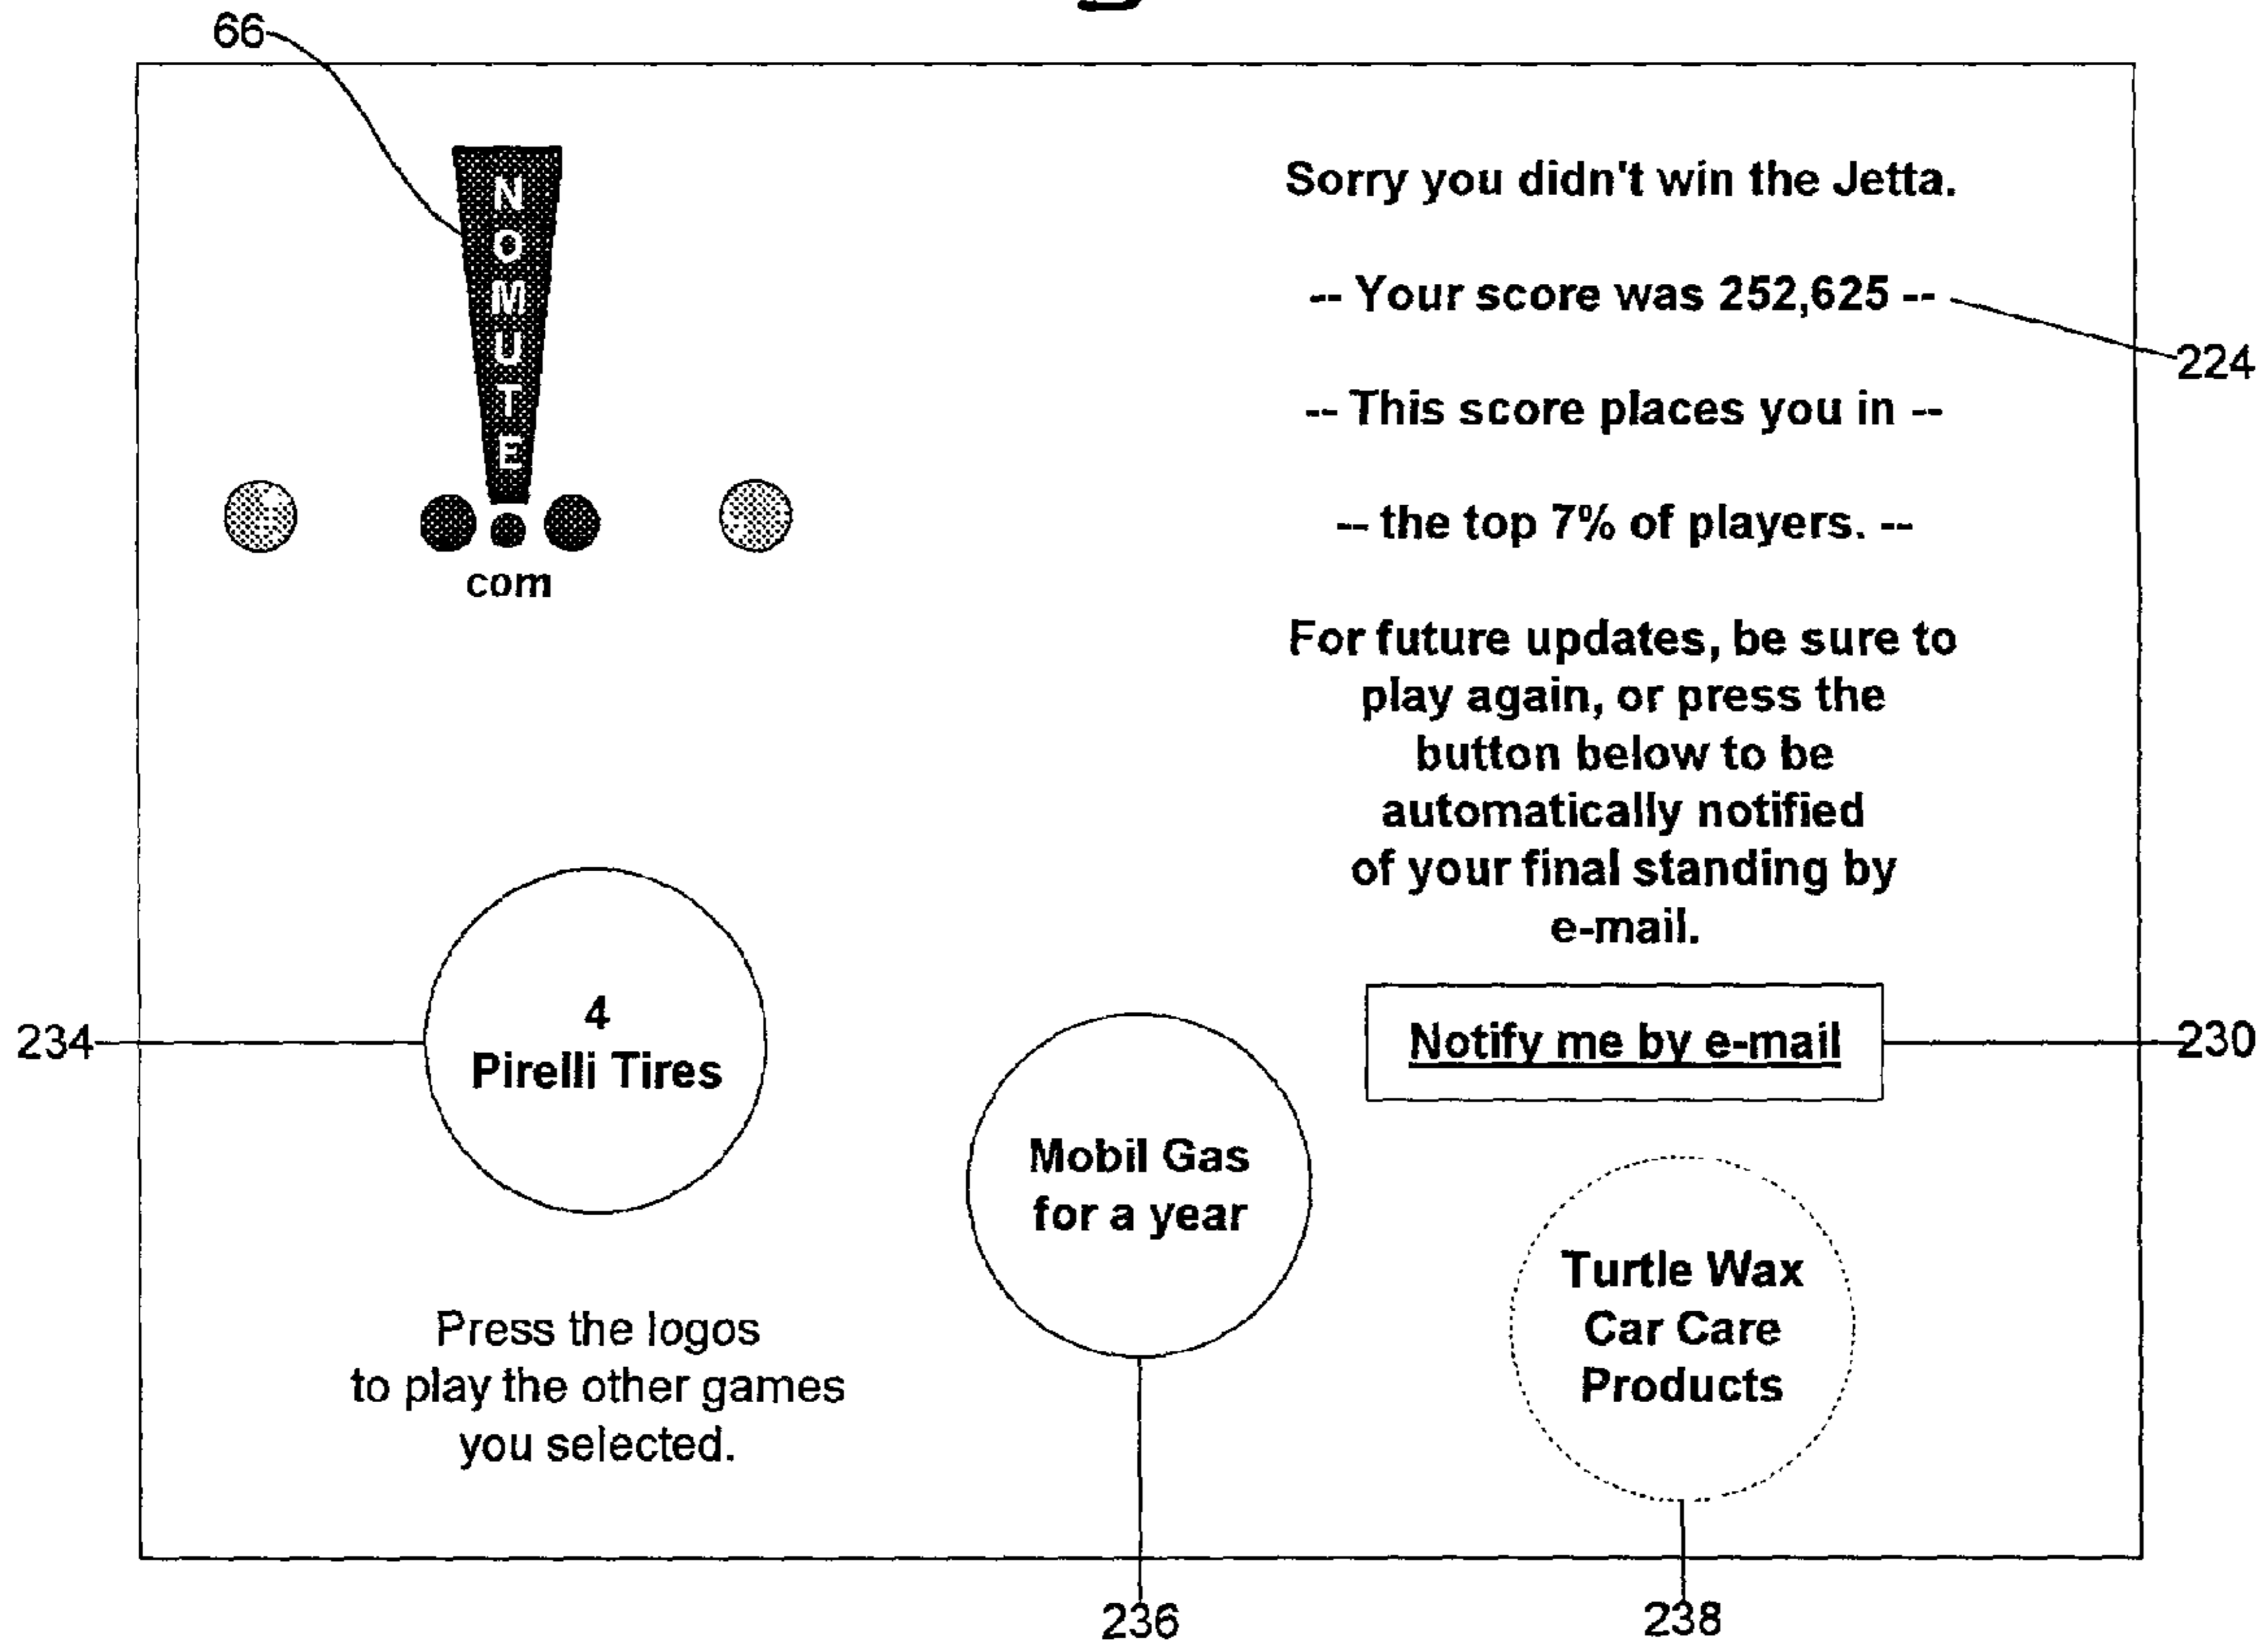 66
NOMUTE
com
Sorry you didn't win the Jetta.
-- Your score was 252,625 --
224
-- This score places you in --
-- the top 7% of players. --
For future updates, be sure to
play again, or press the
button below to be
automatically notified
of your final standing by
e-mail.
Notify me by e-mail
230
234
4
Pirelli Tires
Mobil Gas
for a year
Turtle Wax
Car Care
Products
Press the logos
to play the other games
you selected.
236
238